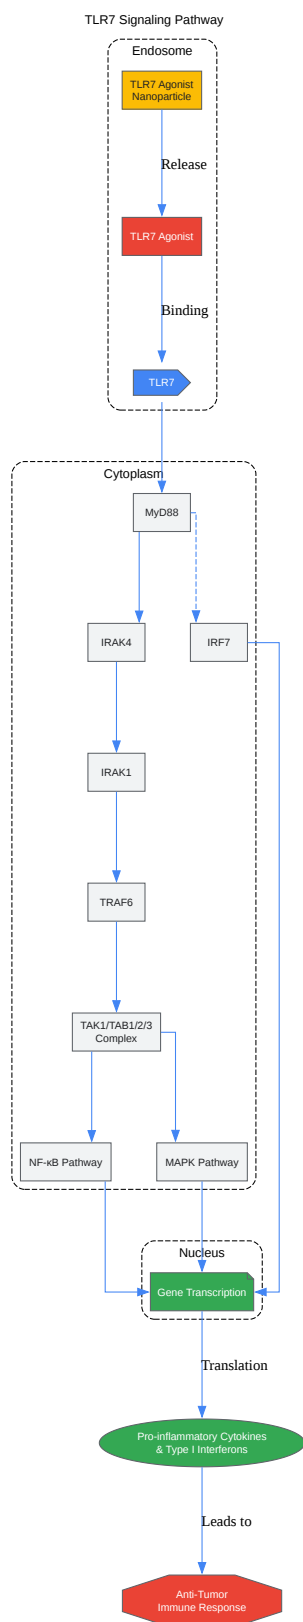 TLR7 Signaling Pathway
Endosome
TLR7 Agonist
Nanoparticle
Release
TLR7 Agonist
Binding
TLR7
Cytoplasm
MyD88
IRAK4
IRF7
IRAK1
TRAF6
TAK1/TAB1/2/3
Complex
NF-κB Pathway
MAPK Pathway
Nucleus
Gene Transcription
Translation
Pro-inflammatory Cytokines
& Type I Interferons
Leads to
Anti-Tumor
Immune Response